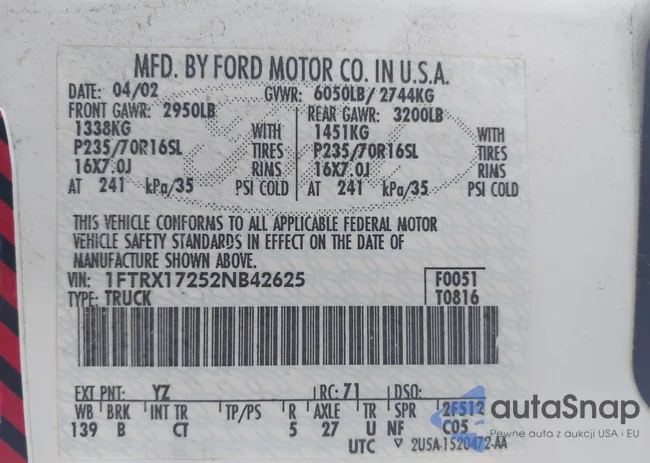 MFD. BY FORD MOTOR CO. IN U.S.A.
DATE: 04/02 GVWR: 6050LB/ 2744KG
FRONT GAWR: 2950LB REAR GAWR: 3200LB
1338KG WITH 1451KG WITH
P235/70R16SL TIRES P235/70R16SL TIRES
16X7.0J RIMS 16X7.0J RIMS
AT 241 kPa/35 PSI COLD AT 241 kPa/35 PSI COLD
THIS VEHICLE CONFORMS TO ALL APPLICABLE FEDERAL MOTOR
VEHICLE SAFETY STANDARDS IN EFFECT ON THE DATE OF
MANUFACTURE SHOWN ABOVE.
VIN: 1FTRX17252NB42625 F0051
TYPE: TRUCK T0816
EXT PNT: YZ RC: 71 DSO:
WB BRK INT TR TP/PS R AXLE TR SPR 2F512
139 B CT 5 27 U NF C05
UTC ▽ 2U5A-1520472-AA
autoSnap
Pewne auta z aukcji USA i EU